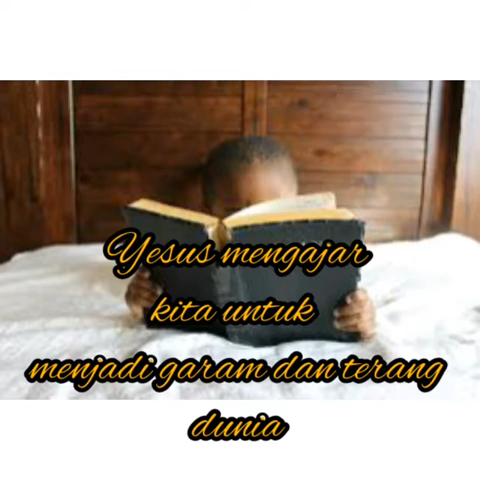 Yesus mengajar
kita untuk
menjadi garam dan terang
dunia